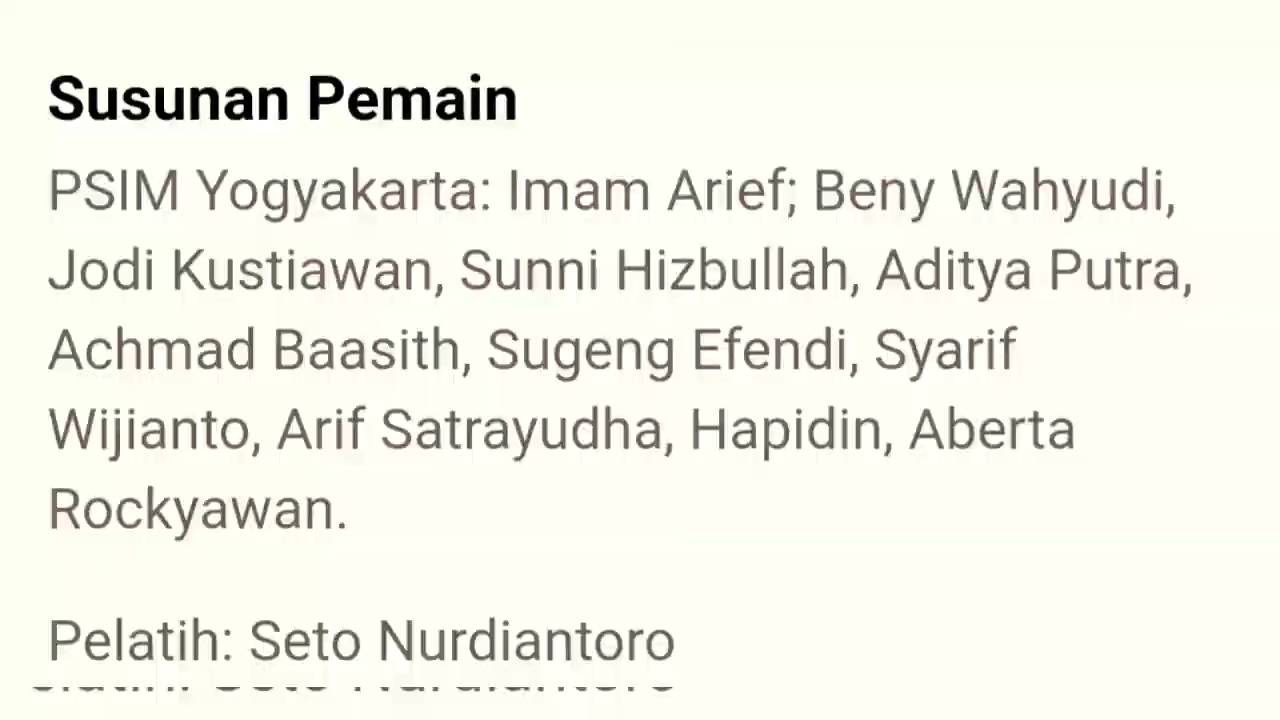 Susunan Pemain
PSIM Yogyakarta: Imam Arief; Beny Wahyudi,
Jodi Kustiawan, Sunni Hizbullah, Aditya Putra,
Achmad Baasith, Sugeng Efendi, Syarif
Wijianto, Arif Satrayudha, Hapidin, Aberta
Rockyawan.
Pelatih: Seto Nurdiantoro